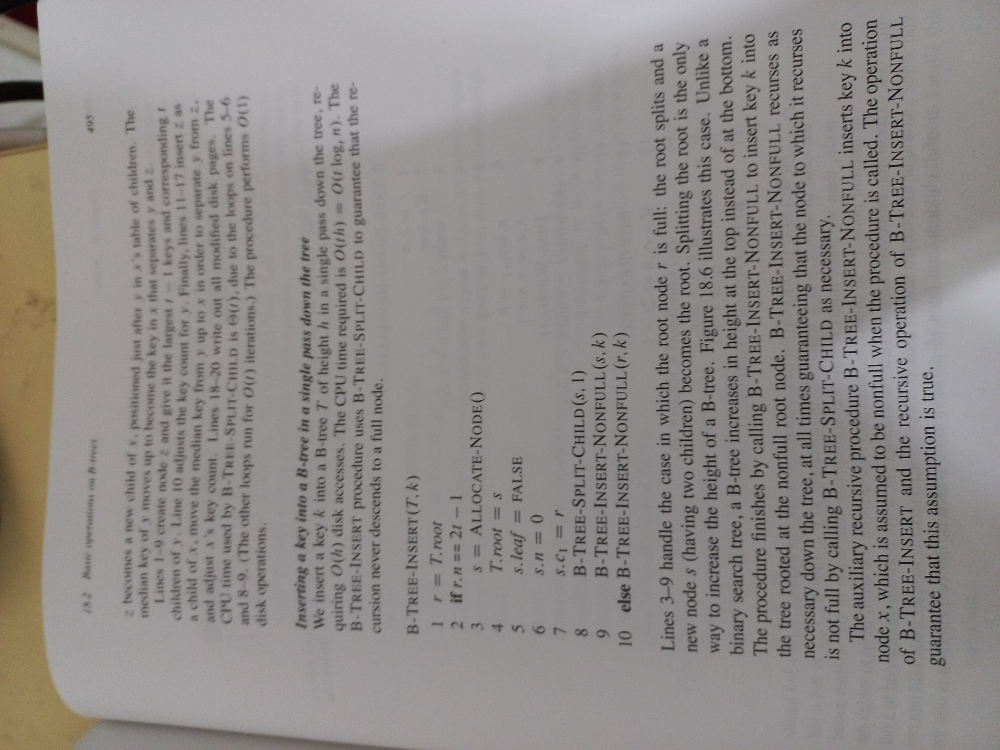 18.2 Basic operations on B-trees 495
z becomes a new child of x, positioned just after y in x's table of children. The
median key of y moves up to become the key in x that separates y and z.
Lines 1–9 create node z and give it the largest t − 1 keys and corresponding t
children of y. Line 10 adjusts the key count for y. Finally, lines 11–17 insert z as
a child of x, move the median key from y up to x in order to separate y from z,
and adjust x's key count. Lines 18–20 write out all modified disk pages. The
CPU time used by B-TREE-SPLIT-CHILD is Θ(t), due to the loops on lines 5–6
and 8–9. (The other loops run for O(t) iterations.) The procedure performs O(1)
disk operations.
Inserting a key into a B-tree in a single pass down the tree
We insert a key k into a B-tree T of height h in a single pass down the tree, re-
quiring O(h) disk accesses. The CPU time required is O(th) = O(t logₜ n). The
B-TREE-INSERT procedure uses B-TREE-SPLIT-CHILD to guarantee that the re-
cursion never descends to a full node.
B-TREE-INSERT(T, k)
1 r = T.root
2 if r.n == 2t − 1
3 s = ALLOCATE-NODE()
4 T.root = s
5 s.leaf = FALSE
6 s.n = 0
7 s.c₁ = r
8 B-TREE-SPLIT-CHILD(s, 1)
9 B-TREE-INSERT-NONFULL(s, k)
10 else B-TREE-INSERT-NONFULL(r, k)
Lines 3–9 handle the case in which the root node r is full: the root splits and a
new node s (having two children) becomes the root. Splitting the root is the only
way to increase the height of a B-tree. Figure 18.6 illustrates this case. Unlike a
binary search tree, a B-tree increases in height at the top instead of at the bottom.
The procedure finishes by calling B-TREE-INSERT-NONFULL to insert key k into
the tree rooted at the nonfull root node. B-TREE-INSERT-NONFULL recurses as
necessary down the tree, at all times guaranteeing that the node to which it recurses
is not full by calling B-TREE-SPLIT-CHILD as necessary.
The auxiliary recursive procedure B-TREE-INSERT-NONFULL inserts key k into
node x, which is assumed to be nonfull when the procedure is called. The operation
of B-TREE-INSERT and the recursive operation of B-TREE-INSERT-NONFULL
guarantee that this assumption is true.